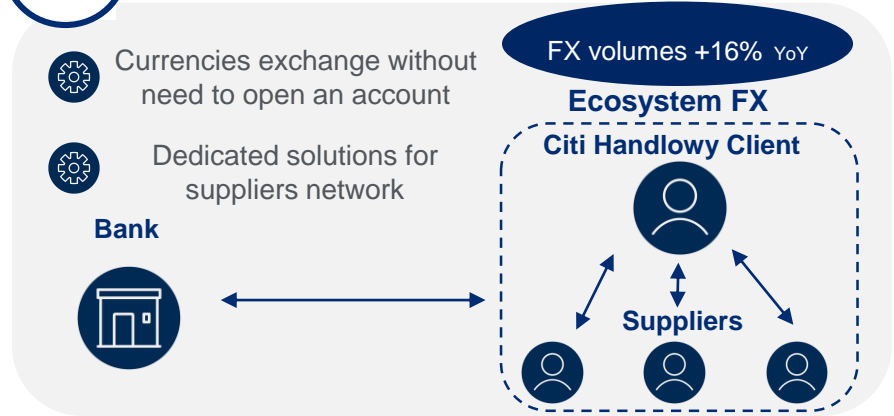 Currencies exchange without
need to open an account
Dedicated solutions for
suppliers network
Bank
FX volumes +16% YoY
Ecosystem FX
Citi Handlowy Client
Suppliers